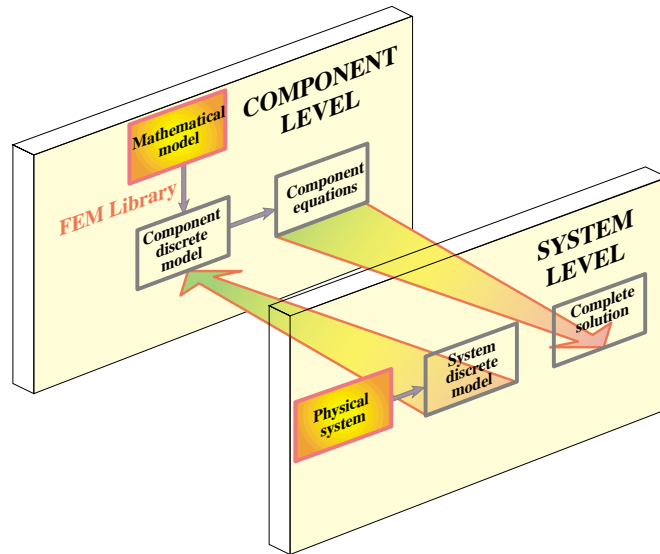 COMPONENT
LEVEL
Mathematical
model
FEM Library
Component
discrete
model
Component
equations
SYSTEM
LEVEL
Complete
solution
System
discrete
model
Physical
system